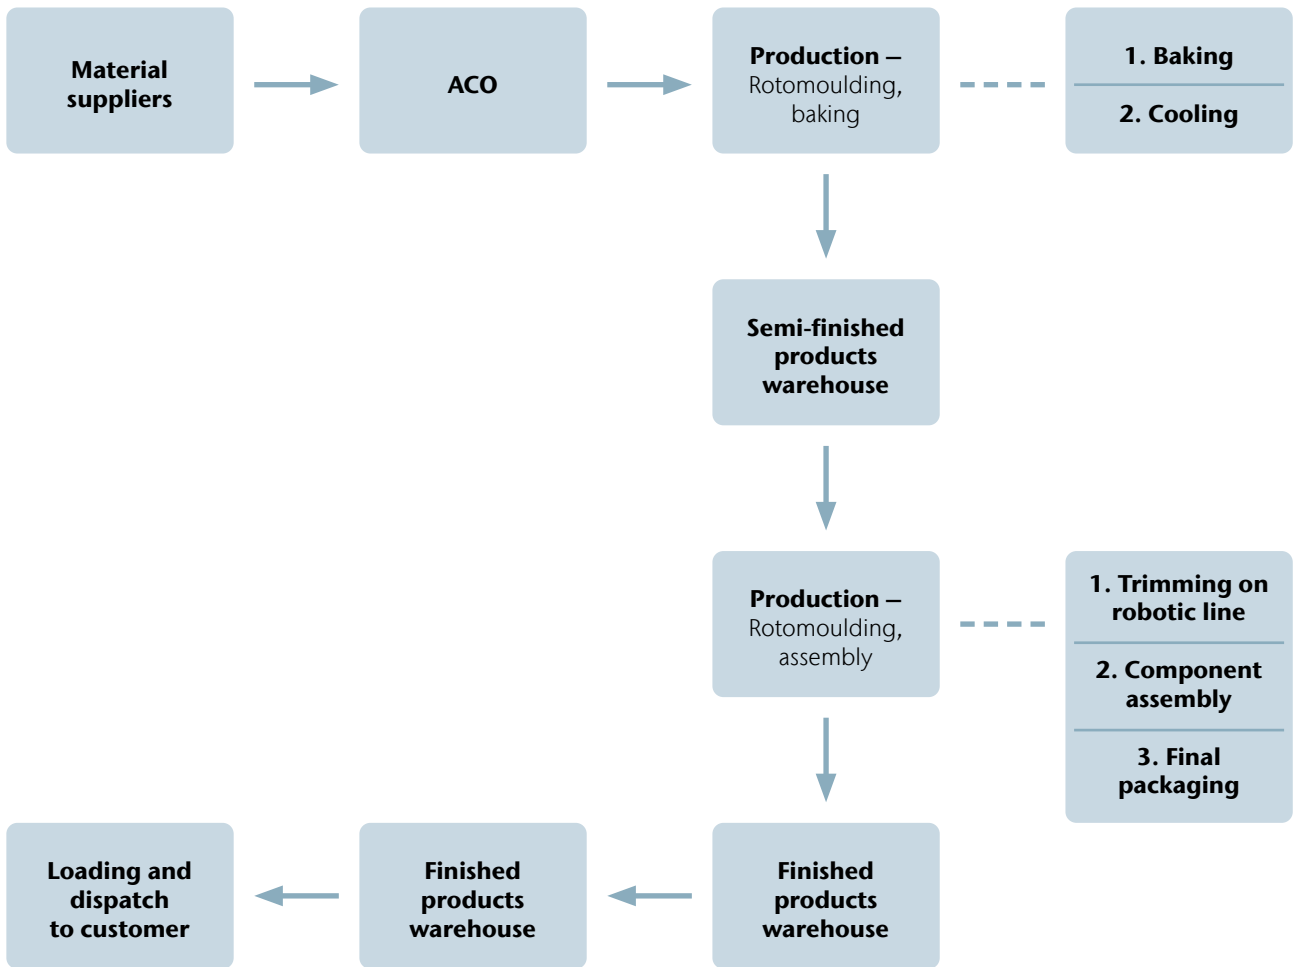 Material
suppliers
ACO
Production –
Rotomoulding,
baking
1. Baking
2. Cooling
Semi-finished
products
warehouse
Production –
Rotomoulding,
assembly
1. Trimming on
robotic line
2. Component
assembly
3. Final
packaging
Loading and
dispatch
to customer
Finished
products
warehouse
Finished
products
warehouse